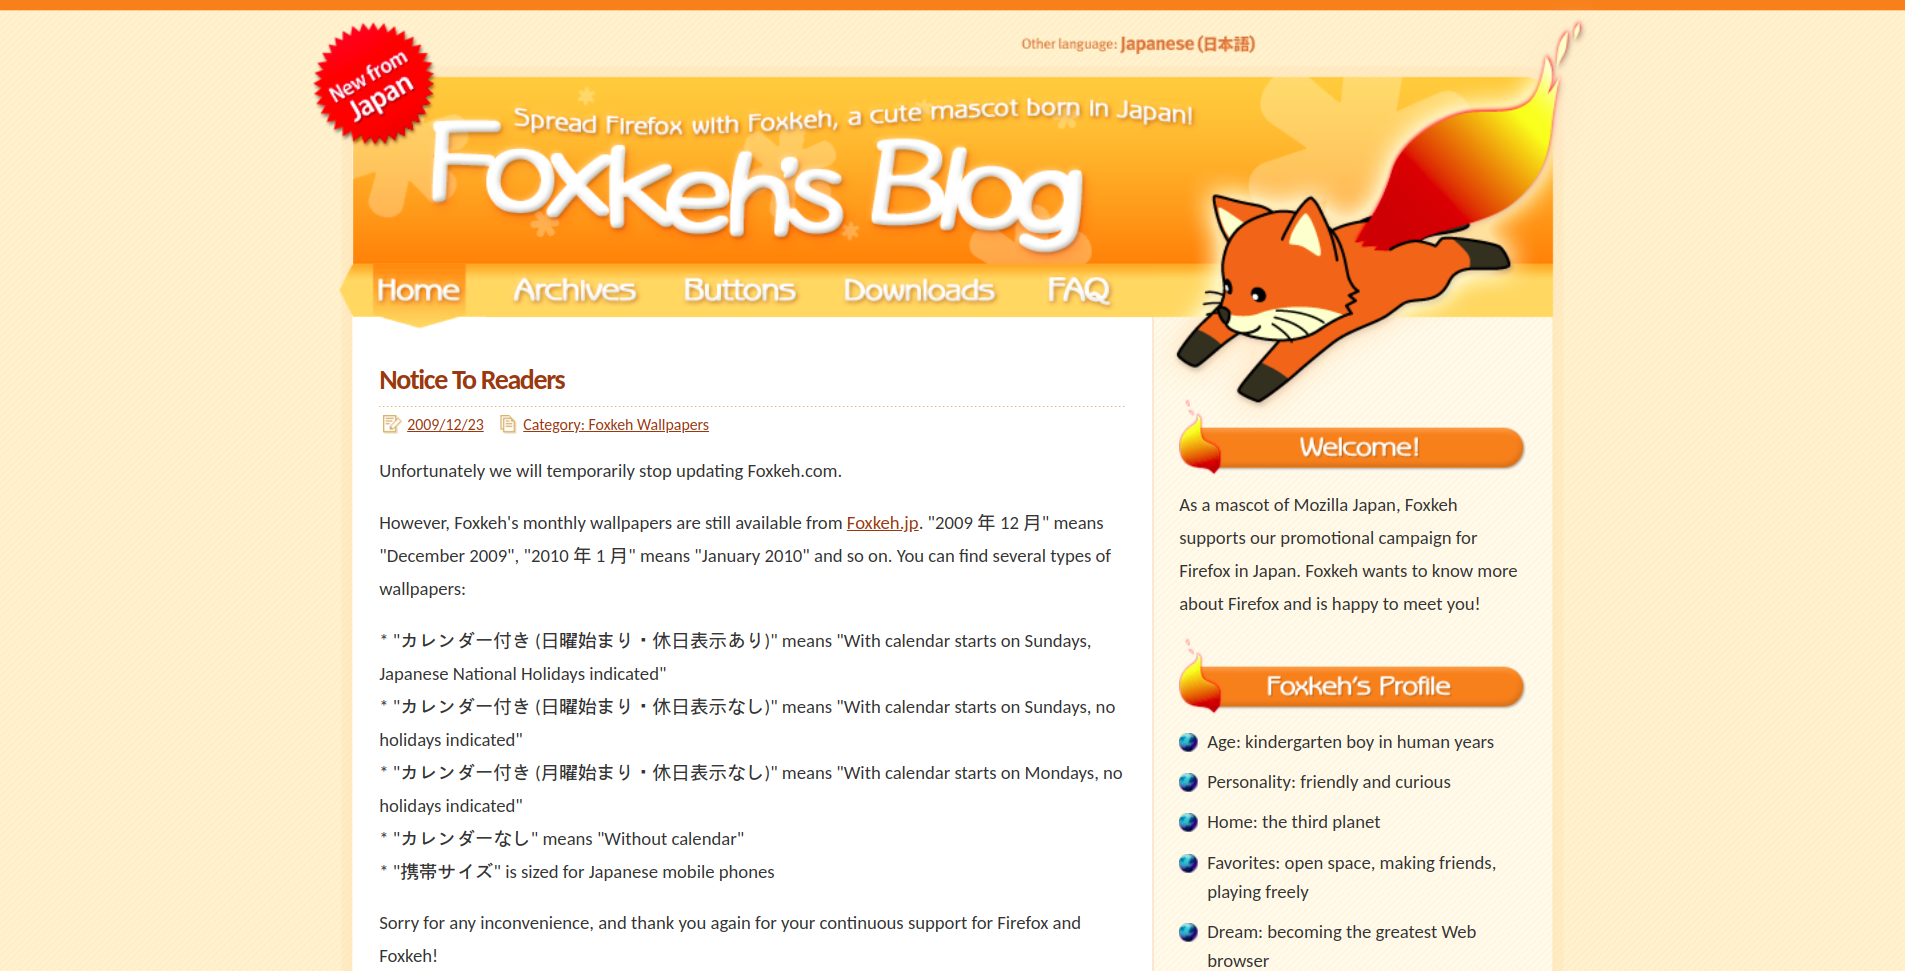 Other language: Japanese (日本語)
New from
Japan
Spread Firefox with Foxkeh, a cute mascot born in Japan!
Foxkeh's Blog
Home Archives Buttons Downloads FAQ
Notice To Readers
2009/12/23 Category: Foxkeh Wallpapers
Unfortunately we will temporarily stop updating Foxkeh.com.
However, Foxkeh's monthly wallpapers are still available from Foxkeh.jp. "2009 年 12 月" means
"December 2009", "2010 年 1 月" means "January 2010" and so on. You can find several types of
wallpapers:
* "カレンダー付き (日曜始まり・休日表示あり)" means "With calendar starts on Sundays,
Japanese National Holidays indicated"
* "カレンダー付き (日曜始まり・休日表示なし)" means "With calendar starts on Sundays, no
holidays indicated"
* "カレンダー付き (月曜始まり・休日表示なし)" means "With calendar starts on Mondays, no
holidays indicated"
* "カレンダーなし" means "Without calendar"
* "携帯サイズ" is sized for Japanese mobile phones
Sorry for any inconvenience, and thank you again for your continuous support for Firefox and
Foxkeh!
Welcome!
As a mascot of Mozilla Japan, Foxkeh
supports our promotional campaign for
Firefox in Japan. Foxkeh wants to know more
about Firefox and is happy to meet you!
Foxkeh's Profile
Age: kindergarten boy in human years
Personality: friendly and curious
Home: the third planet
Favorites: open space, making friends,
playing freely
Dream: becoming the greatest Web
browser